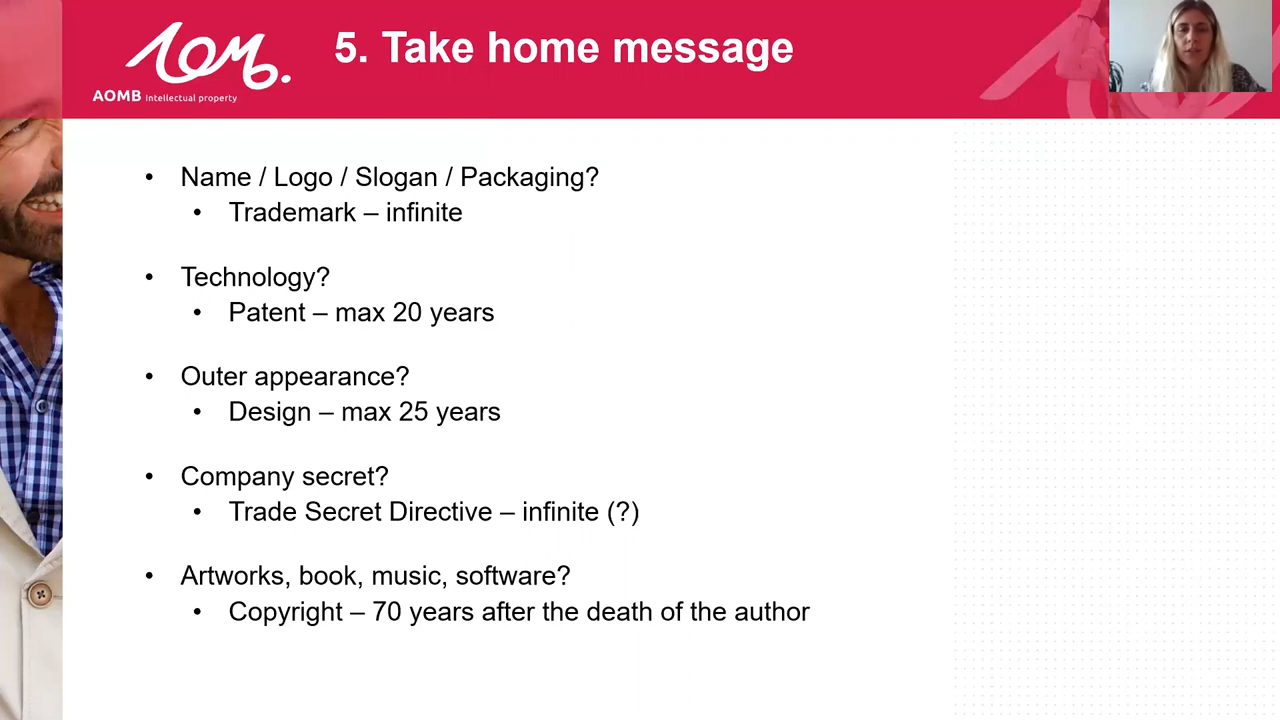 aomb.
AOMB Intellectual property
5. Take home message
• Name / Logo / Slogan / Packaging?
• Trademark – infinite
• Technology?
• Patent – max 20 years
• Outer appearance?
• Design – max 25 years
• Company secret?
• Trade Secret Directive – infinite (?)
• Artworks, book, music, software?
• Copyright – 70 years after the death of the author